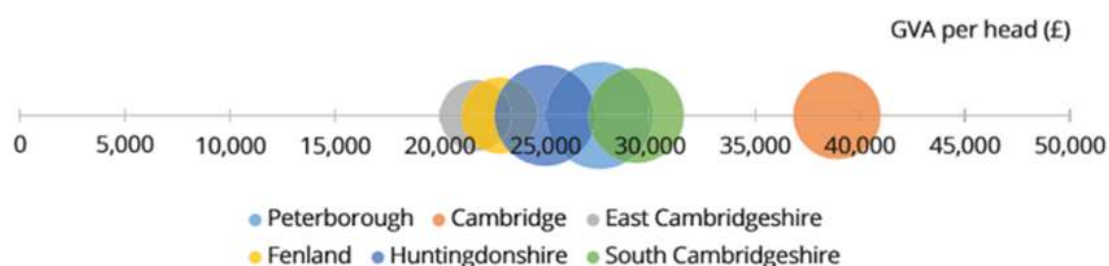 GVA per head (£)
0 5,000 10,000 15,000 20,000 25,000 30,000 35,000 40,000 45,000 50,000
Peterborough Cambridge East Cambridgeshire
Fenland Huntingdonshire South Cambridgeshire